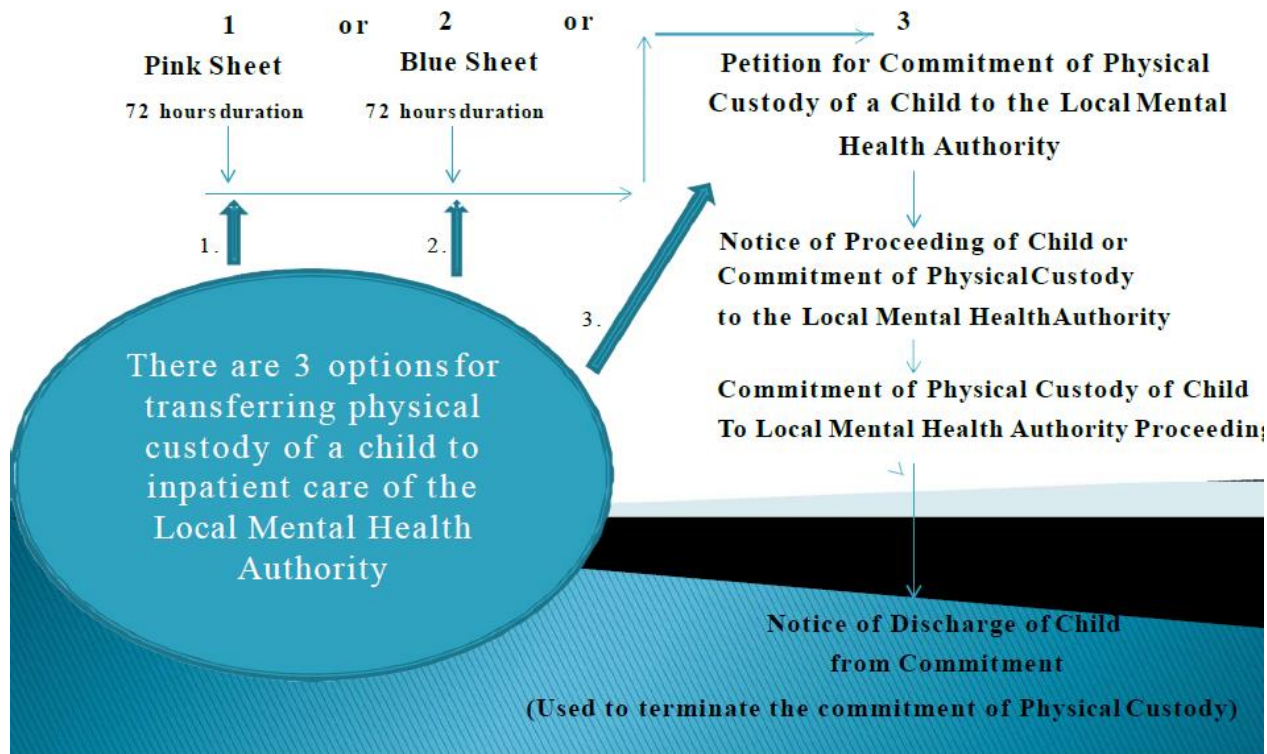 1 or 2 or 3
Pink Sheet
72 hours duration
Blue Sheet
72 hours duration
Petition for Commitment of Physical
Custody of a Child to the Local Mental
Health Authority
1.
2.
3.
Notice of Proceeding of Child or
Commitment of Physical Custody
to the Local Mental Health Authority
Commitment of Physical Custody of Child
To Local Mental Health Authority Proceeding
There are 3 options for
transferring physical
custody of a child to
inpatient care of the
Local Mental Health
Authority
Notice of Discharge of Child
from Commitment
(Used to terminate the commitment of Physical Custody)